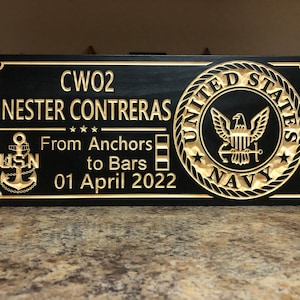 CWO2
NESTER CONTRERAS
From Anchors
to Bars
01 April 2022
USN
UNITED STATES
NAVY